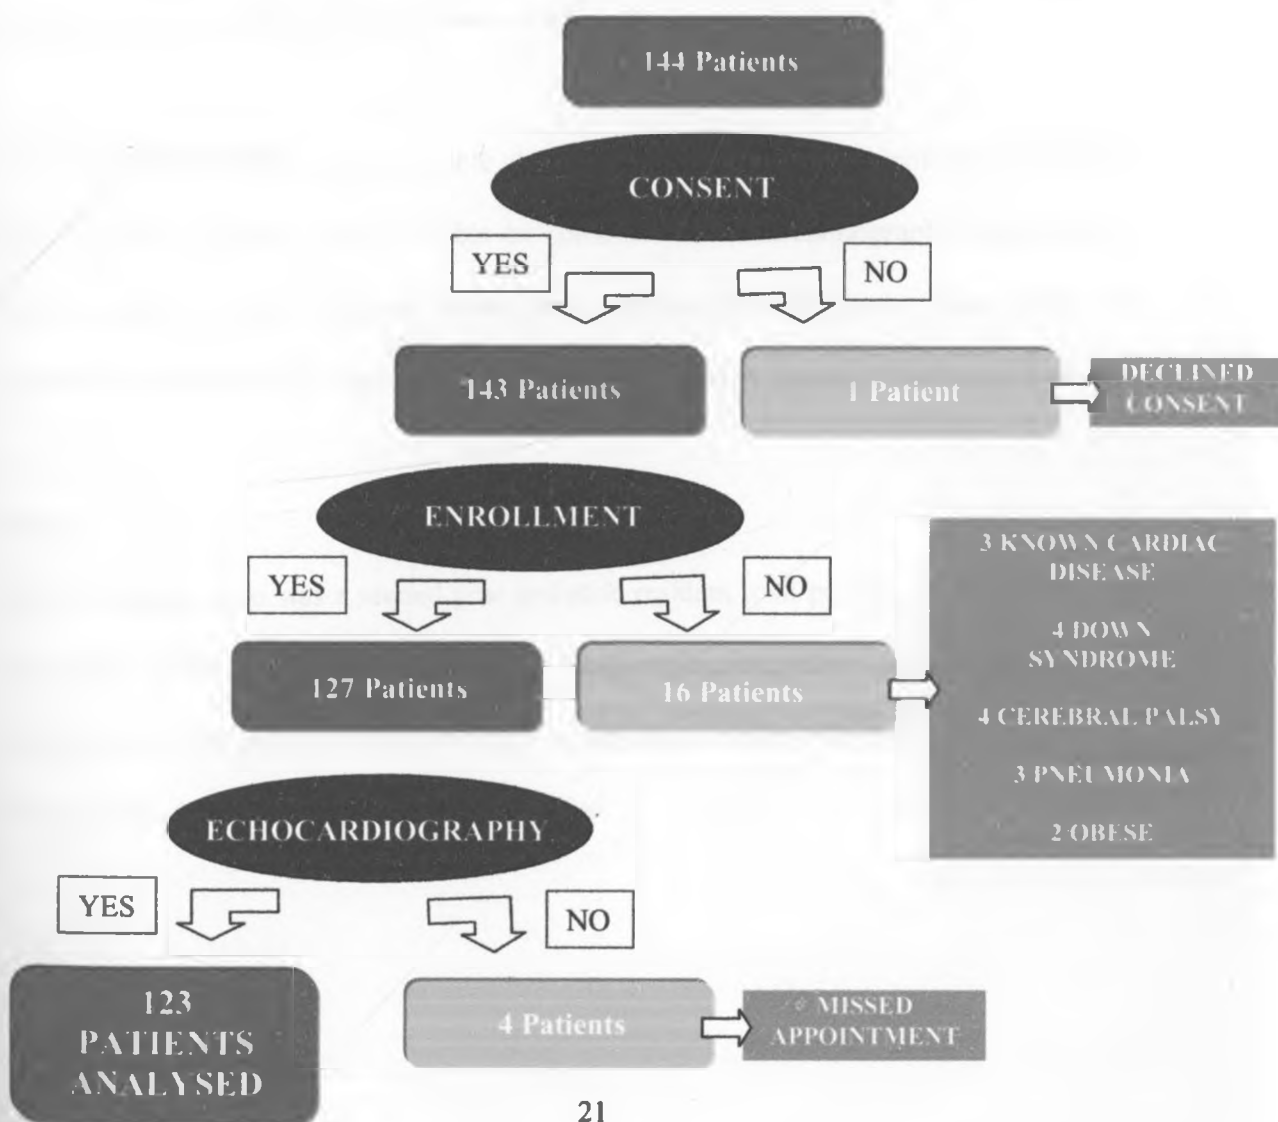 144 Patients
CONSENT
YES
NO
143 Patients
1 Patient
DECLINED
CONSENT
ENROLLMENT
YES
NO
127 Patients
16 Patients
3 KNOWN CARDIAC
DISEASE
4 DOWN
SYNDROME
4 CEREBRAL PALSY
3 PNEUMONIA
2 OBESE
ECHOCARDIOGRAPHY
YES
NO
123
PATIENTS
ANALYSED
4 Patients
MISSED
APPOINTMENT
21